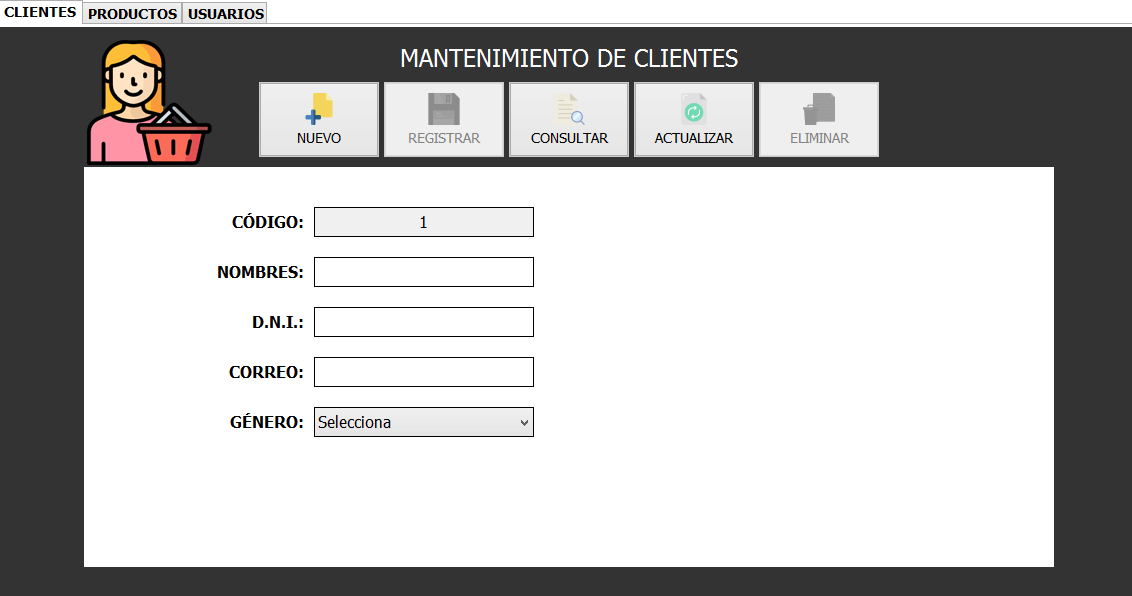 CLIENTES PRODUCTOS USUARIOS
MANTENIMIENTO DE CLIENTES
NUEVO REGISTRAR CONSULTAR ACTUALIZAR ELIMINAR
CÓDIGO: 1
NOMBRES:
D.N.I.:
CORREO:
GÉNERO: Selecciona